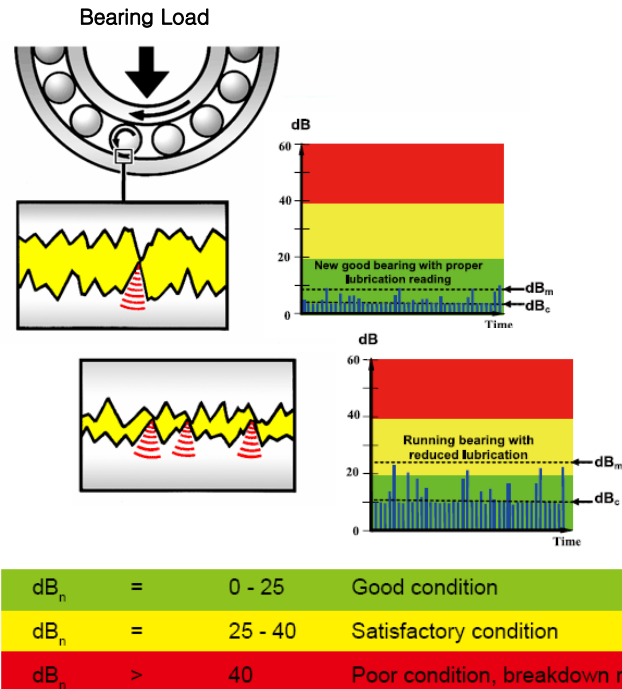 Bearing Load
dB
60
40
20
0
New good bearing with proper
lubrication reading
dBm
dBc
Time
dB
60
40
20
0
Running bearing with
reduced lubrication
dBm
dBc
Time
dBn = 0 - 25 Good condition
dBn = 25 - 40 Satisfactory condition
dBn > 40 Poor condition, breakdown